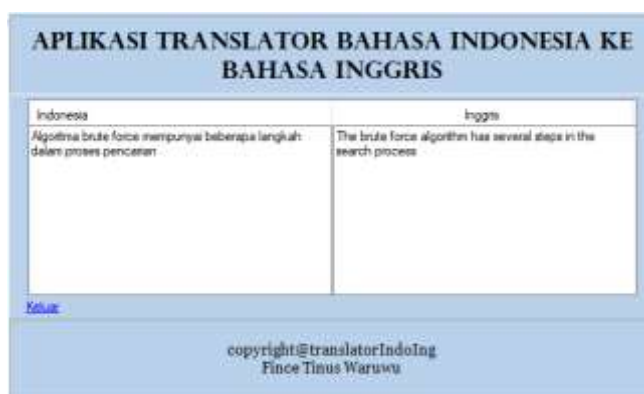 APLIKASI TRANSLATOR BAHASA INDONESIA KE
BAHASA INGGRIS
Indonesia
Inggris
Algoritma brute force mempunyai beberapa langkah
dalam proses pencarian
The brute force algorithm has several steps in the
search process
Keluar
copyright@translatorIndoIng
Fince Tinus Waruwu